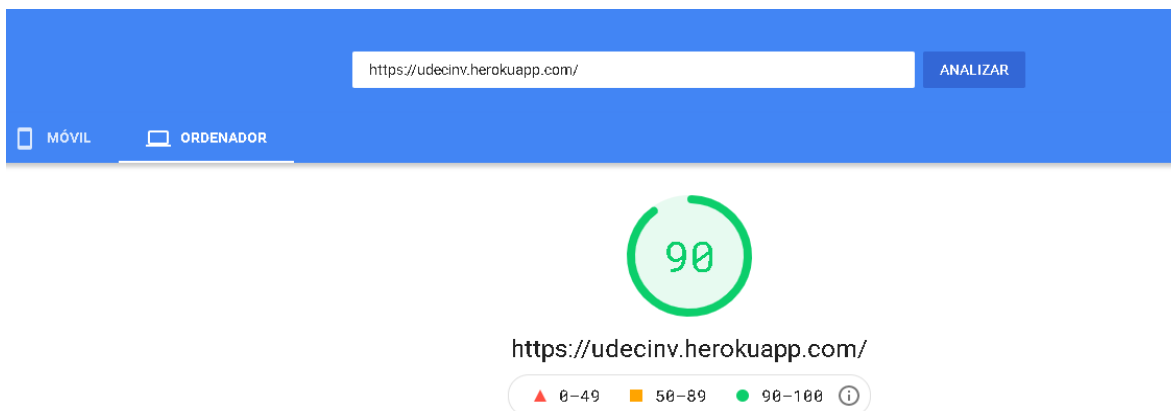 https://udecinv.herokuapp.com/ ANALIZAR
MÓVIL ORDENADOR
90
https://udecinv.herokuapp.com/
0-49 50-89 90-100